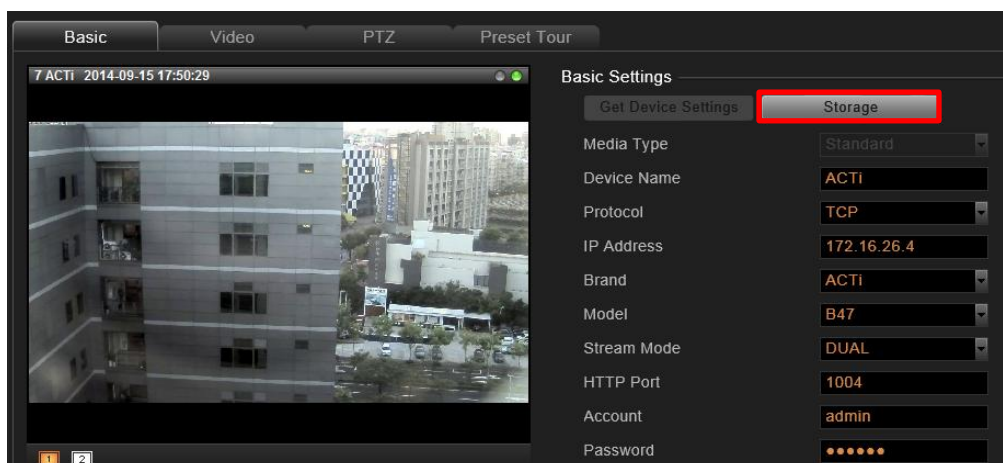 Basic Video PTZ Preset Tour
7 ACTi 2014-09-15 17:50:29
Basic Settings
Get Device Settings Storage
Media Type Standard
Device Name ACTi
Protocol TCP
IP Address 172.16.26.4
Brand ACTi
Model B47
Stream Mode DUAL
HTTP Port 1004
Account admin
Password ●●●●●●
1 2